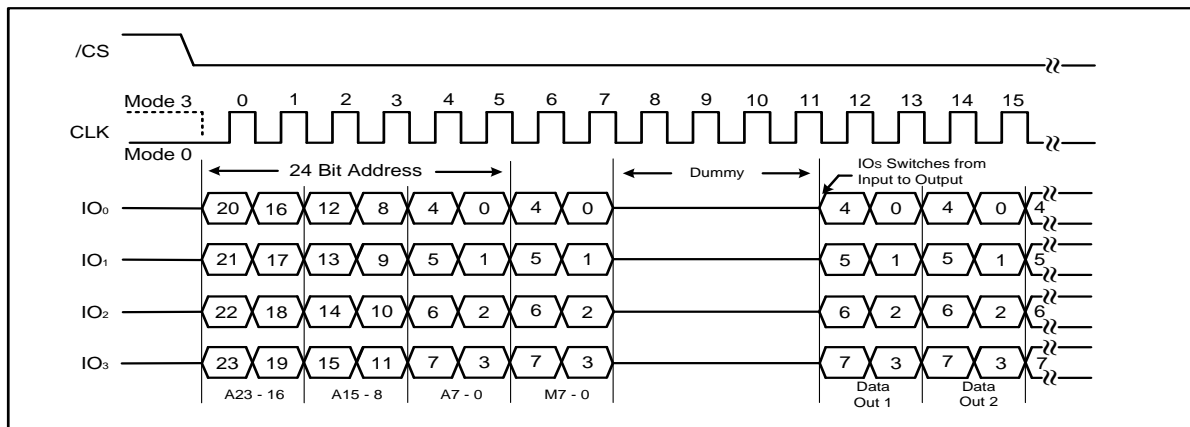 /CS
Mode 3 0 1 2 3 4 5 6 7 8 9 10 11 12 13 14 15
CLK
Mode 0
24 Bit Address Dummy IOS Switches from
Input to Output
IO0 20 16 12 8 4 0 4 0 4 0 4 0 4
IO1 21 17 13 9 5 1 5 1 5 1 5 1 5
IO2 22 18 14 10 6 2 6 2 6 2 6 2 6
IO3 23 19 15 11 7 3 7 3 7 3 7 3 7
A23 - 16 A15 - 8 A7 - 0 M7 - 0 Data Data
Out 1 Out 2